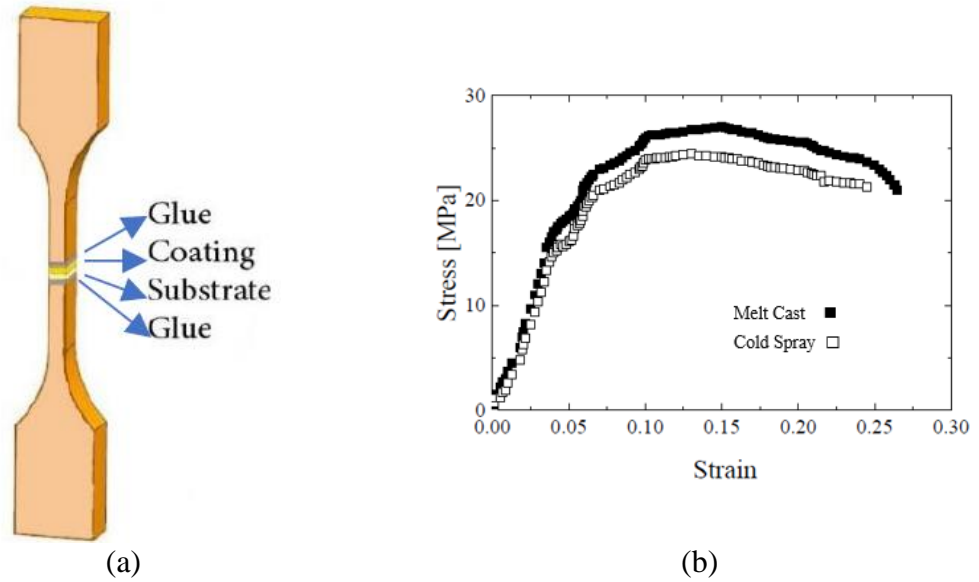 Glue
Coating
Substrate
Glue
(a)
Stress [MPa]
30
20
10
0
Melt Cast
Cold Spray
0.00 0.05 0.10 0.15 0.20 0.25 0.30
Strain
(b)